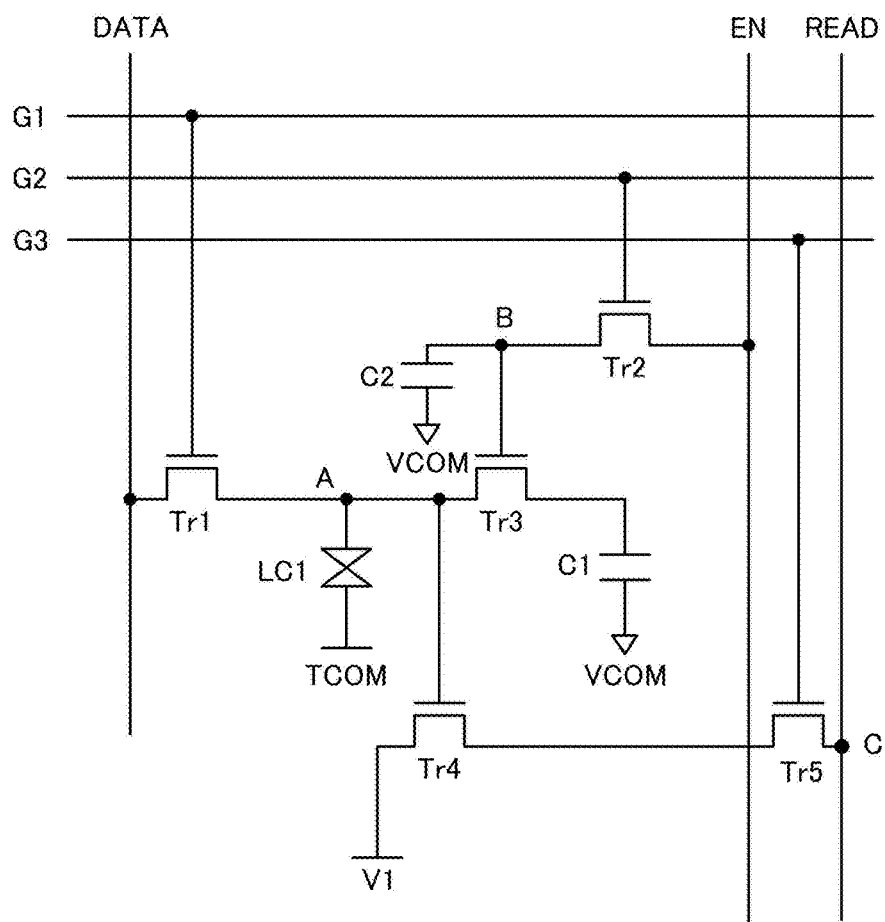 DATA EN READ
G1
G2
G3
B
C2 Tr2
VCOM
A
Tr1 Tr3
LC1 C1
TCOM VCOM
C
Tr4 Tr5
V1